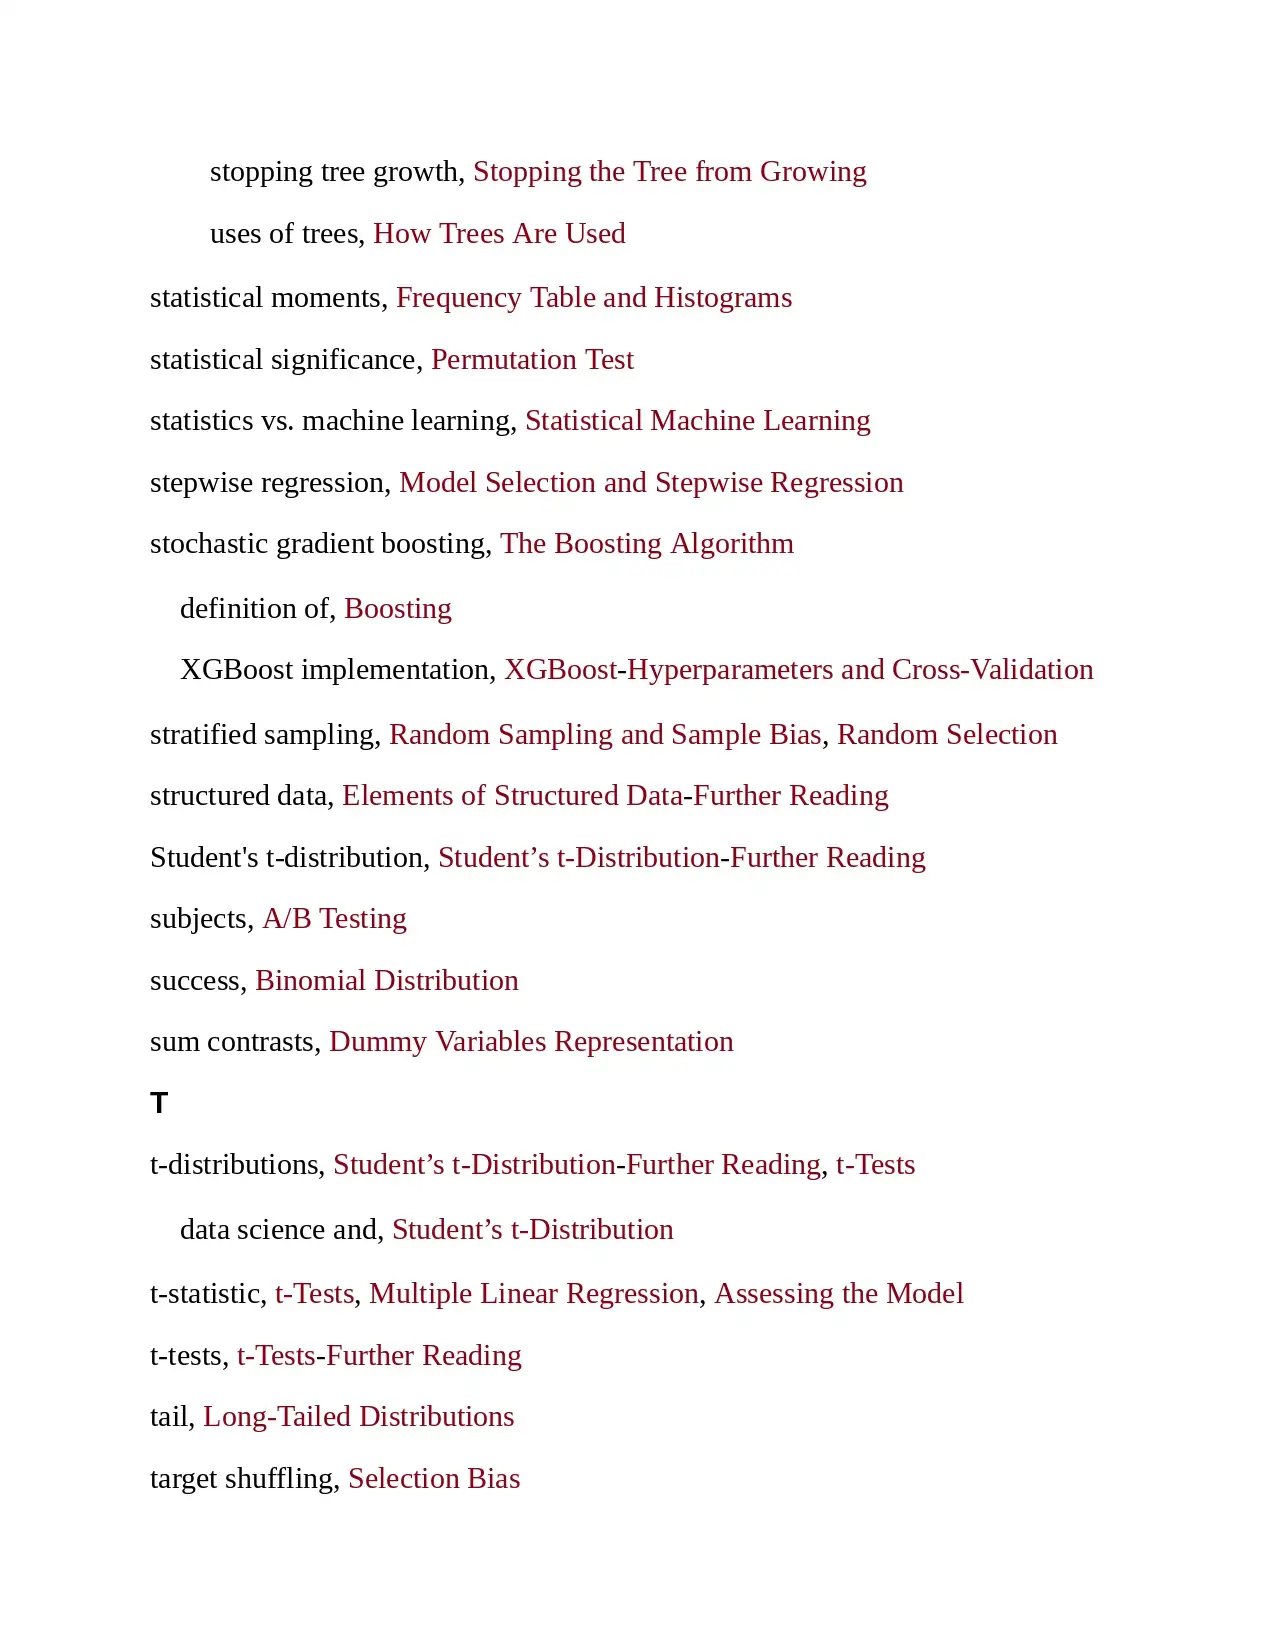 stopping tree growth, Stopping the Tree from Growing
uses of trees, How Trees Are Used
statistical moments, Frequency Table and Histograms
statistical significance, Permutation Test
statistics vs. machine learning, Statistical Machine Learning
stepwise regression, Model Selection and Stepwise Regression
stochastic gradient boosting, The Boosting Algorithm
definition of, Boosting
XGBoost implementation, XGBoost-Hyperparameters and Cross-Validation
stratified sampling, Random Sampling and Sample Bias, Random Selection
structured data, Elements of Structured Data-Further Reading
Student's t-distribution, Student’s t-Distribution-Further Reading
subjects, A/B Testing
success, Binomial Distribution
sum contrasts, Dummy Variables Representation
T
t-distributions, Student’s t-Distribution-Further Reading, t-Tests
data science and, Student’s t-Distribution
t-statistic, t-Tests, Multiple Linear Regression, Assessing the Model
t-tests, t-Tests-Further Reading
tail, Long-Tailed Distributions
target shuffling, Selection Bias